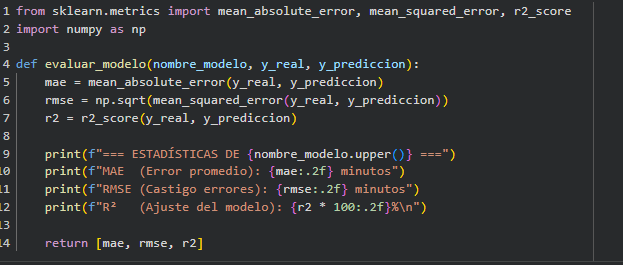 1 from sklearn.metrics import mean_absolute_error, mean_squared_error, r2_score
2 import numpy as np
3
4 def evaluar_modelo(nombre_modelo, y_real, y_prediccion):
5     mae = mean_absolute_error(y_real, y_prediccion)
6     rmse = np.sqrt(mean_squared_error(y_real, y_prediccion))
7     r2 = r2_score(y_real, y_prediccion)
8
9     print(f"=== ESTADÍSTICAS DE {nombre_modelo.upper()} ===")
10     print(f"MAE  (Error promedio): {mae:.2f} minutos")
11     print(f"RMSE (Castigo errores): {rmse:.2f} minutos")
12     print(f"R²   (Ajuste del modelo): {r2 * 100:.2f}%\n")
13
14     return [mae, rmse, r2]